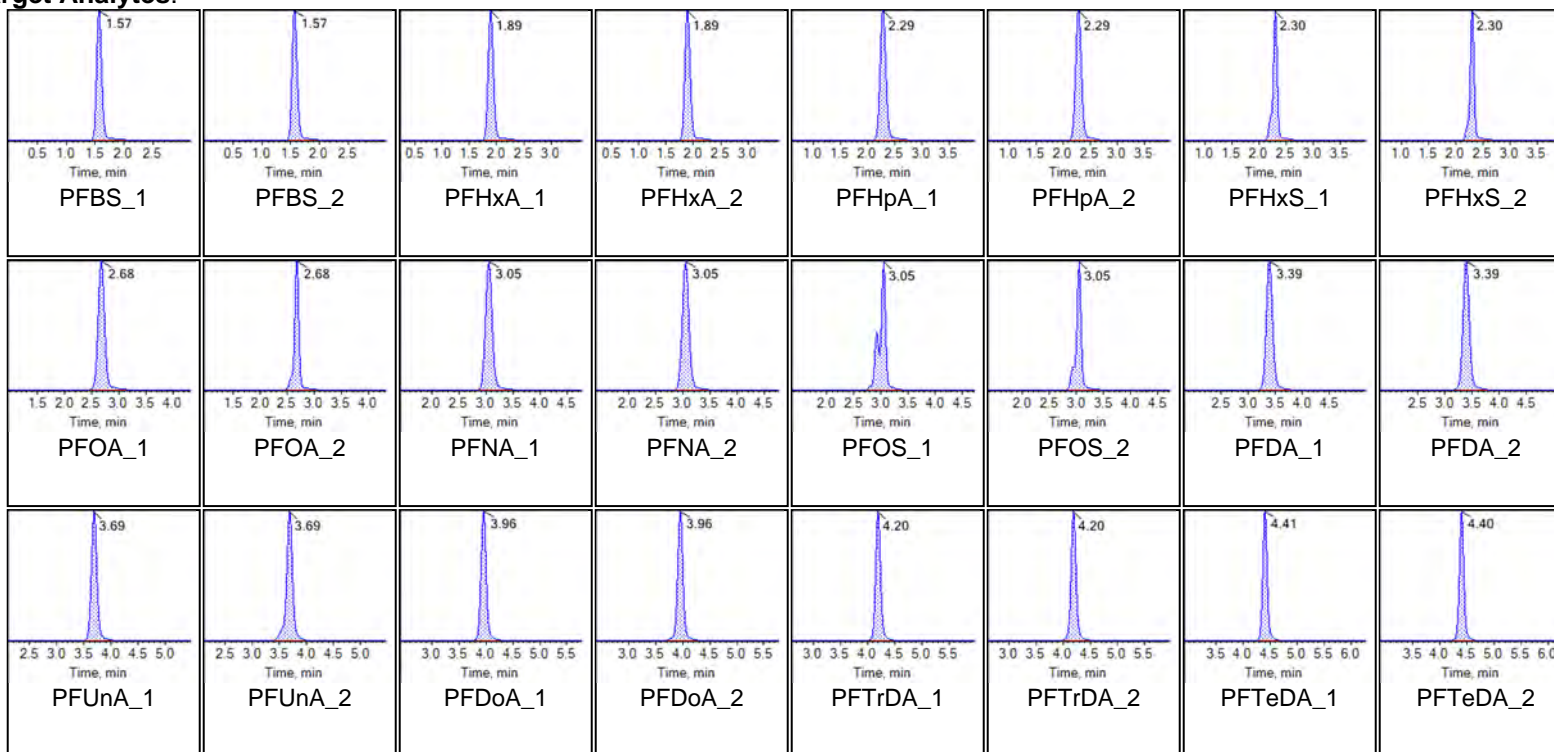 Target Analytes:
1.57 1.57 1.89 1.89 2.29 2.29 2.30 2.30
0.5 1.0 1.5 2.0 2.5 0.5 1.0 1.5 2.0 2.5 0.5 1.0 1.5 2.0 2.5 3.0 0.5 1.0 1.5 2.0 2.5 3.0 1.0 1.5 2.0 2.5 3.0 3.5 1.0 1.5 2.0 2.5 3.0 3.5 1.0 1.5 2.0 2.5 3.0 3.5 1.0 1.5 2.0 2.5 3.0 3.5
Time, min Time, min Time, min Time, min Time, min Time, min Time, min Time, min
PFBS_1 PFBS_2 PFHxA_1 PFHxA_2 PFHpA_1 PFHpA_2 PFHxS_1 PFHxS_2
2.68 2.68 3.05 3.05 3.05 3.05 3.39 3.39
1.5 2.0 2.5 3.0 3.5 4.0 1.5 2.0 2.5 3.0 3.5 4.0 2.0 2.5 3.0 3.5 4.0 4.5 2.0 2.5 3.0 3.5 4.0 4.5 2.0 2.5 3.0 3.5 4.0 4.5 2.0 2.5 3.0 3.5 4.0 4.5 2.5 3.0 3.5 4.0 4.5 2.5 3.0 3.5 4.0 4.5
Time, min Time, min Time, min Time, min Time, min Time, min Time, min Time, min
PFOA_1 PFOA_2 PFNA_1 PFNA_2 PFOS_1 PFOS_2 PFDA_1 PFDA_2
3.69 3.69 3.96 3.96 4.20 4.20 4.41 4.40
2.5 3.0 3.5 4.0 4.5 5.0 2.5 3.0 3.5 4.0 4.5 5.0 3.0 3.5 4.0 4.5 5.0 5.5 3.0 3.5 4.0 4.5 5.0 5.5 3.0 3.5 4.0 4.5 5.0 5.5 3.0 3.5 4.0 4.5 5.0 5.5 3.5 4.0 4.5 5.0 5.5 6.0 3.5 4.0 4.5 5.0 5.5 6.0
Time, min Time, min Time, min Time, min Time, min Time, min Time, min Time, min
PFUnA_1 PFUnA_2 PFDoA_1 PFDoA_2 PFTrDA_1 PFTrDA_2 PFTeDA_1 PFTeDA_2